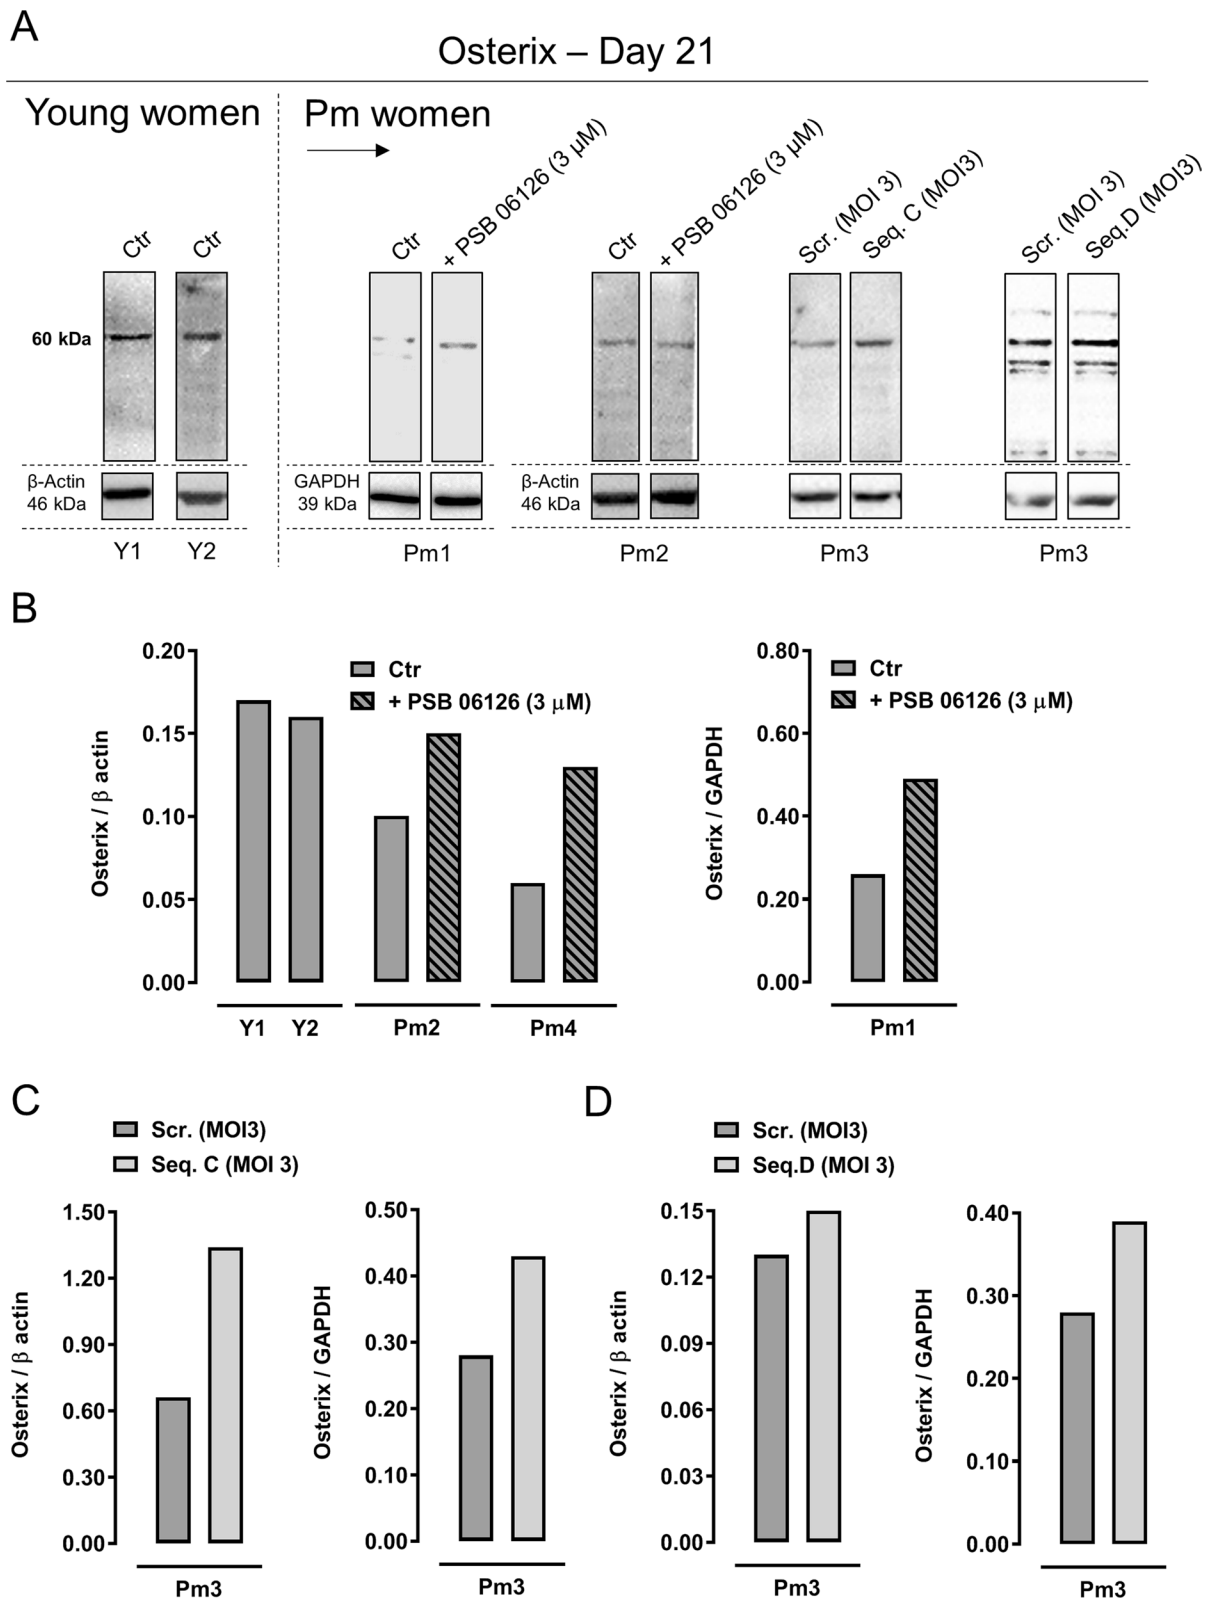 A
Osterix – Day 21
Young women
Pm women
Ctr
Ctr
Ctr
+ PSB 06126 (3 µM)
Ctr
+ PSB 06126 (3 µM)
Scr. (MOI 3)
Seq. C (MOI3)
Scr. (MOI 3)
Seq.D (MOI3)
60 kDa
β-Actin
46 kDa
GAPDH
39 kDa
β-Actin
46 kDa
Y1
Y2
Pm1
Pm2
Pm3
Pm3
B
Osterix / β actin
0.20
0.15
0.10
0.05
0.00
Ctr
+ PSB 06126 (3 µM)
Y1
Y2
Pm2
Pm4
Osterix / GAPDH
0.80
0.60
0.40
0.20
0.00
Ctr
+ PSB 06126 (3 µM)
Pm1
C
Scr. (MOI3)
Seq. C (MOI 3)
Osterix / β actin
1.50
1.20
0.90
0.60
0.30
0.00
Pm3
Osterix / GAPDH
0.50
0.40
0.30
0.20
0.10
0.00
Pm3
D
Scr. (MOI3)
Seq.D (MOI 3)
Osterix / β actin
0.15
0.12
0.09
0.06
0.03
0.00
Pm3
Osterix / GAPDH
0.40
0.30
0.20
0.10
0.00
Pm3